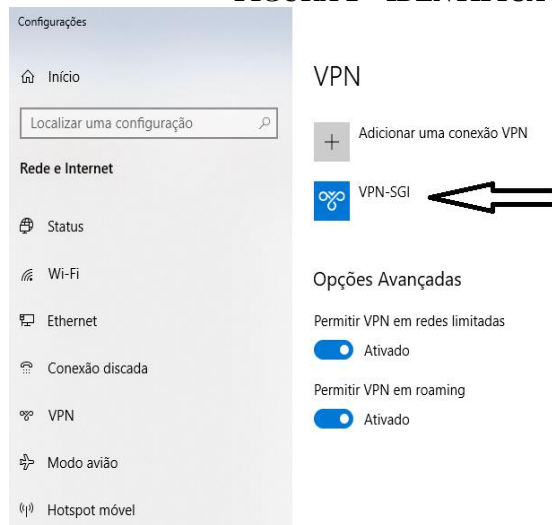 Configurações
Início
Localizar uma configuração
Rede e Internet
Status
Wi-Fi
Ethernet
Conexão discada
VPN
Modo avião
Hotspot móvel
VPN
Adicionar uma conexão VPN
VPN-SGI
Opções Avançadas
Permitir VPN em redes limitadas
Ativado
Permitir VPN em roaming
Ativado